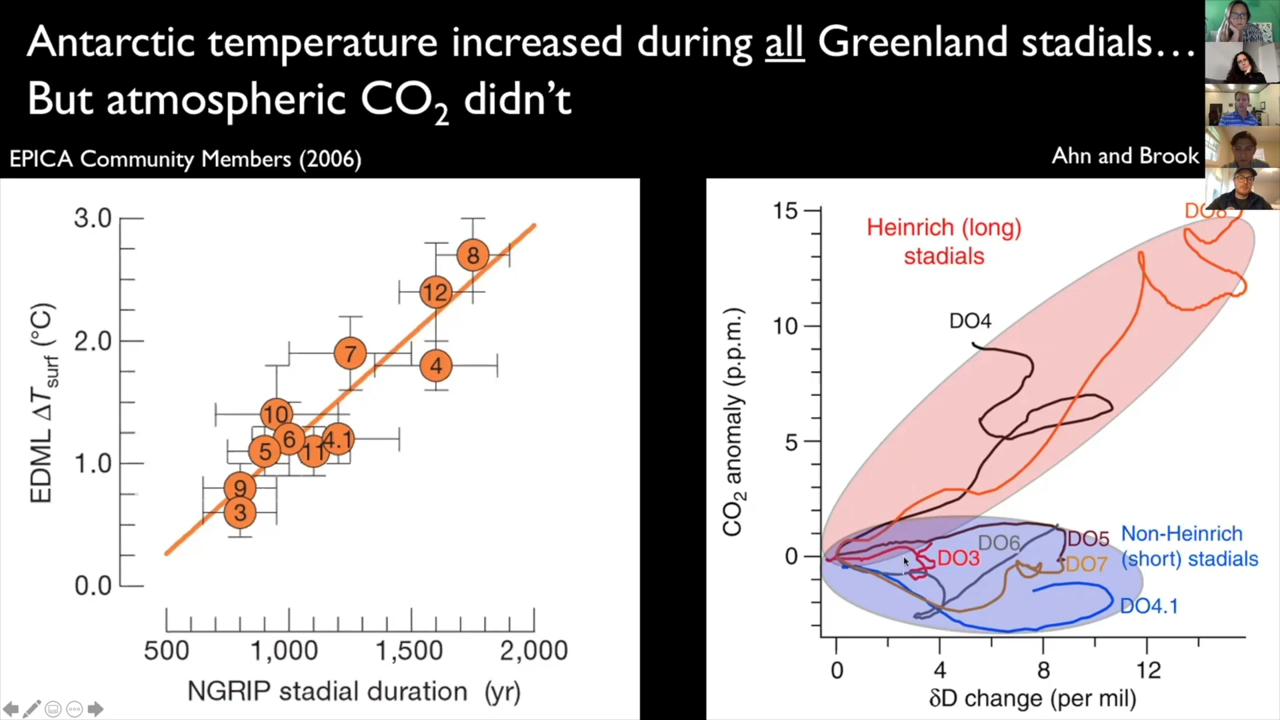 Antarctic temperature increased during all Greenland stadials…
But atmospheric CO₂ didn't
EPICA Community Members (2006)
Ahn and Brook
3.0
2.0
1.0
0.0
EDML ΔTsurf (°C)
8
12
7
4
10
6
4.1
5
11
9
3
500
1,000
1,500
2,000
NGRIP stadial duration (yr)
15
10
5
0
CO₂ anomaly (p.p.m.)
Heinrich (long)
stadials
DO8
DO4
DO6
DO5
DO3
DO7
DO4.1
Non-Heinrich
(short) stadials
0
4
8
12
δD change (per mil)